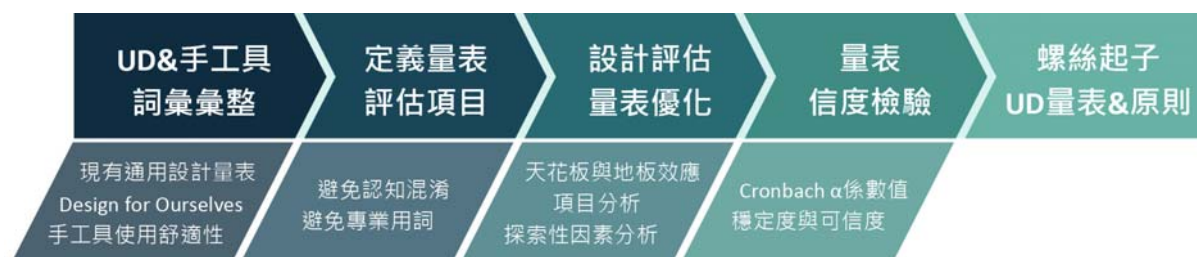 UD&手工具
詞彙彙整
定義量表
評估項目
設計評估
量表優化
量表
信度檢驗
螺絲起子
UD量表&原則
現有通用設計量表
Design for Ourselves
手工具使用舒適性
避免認知混淆
避免專業用詞
天花板與地板效應
項目分析
探索性因素分析
Cronbach α係數值
穩定度與可信度